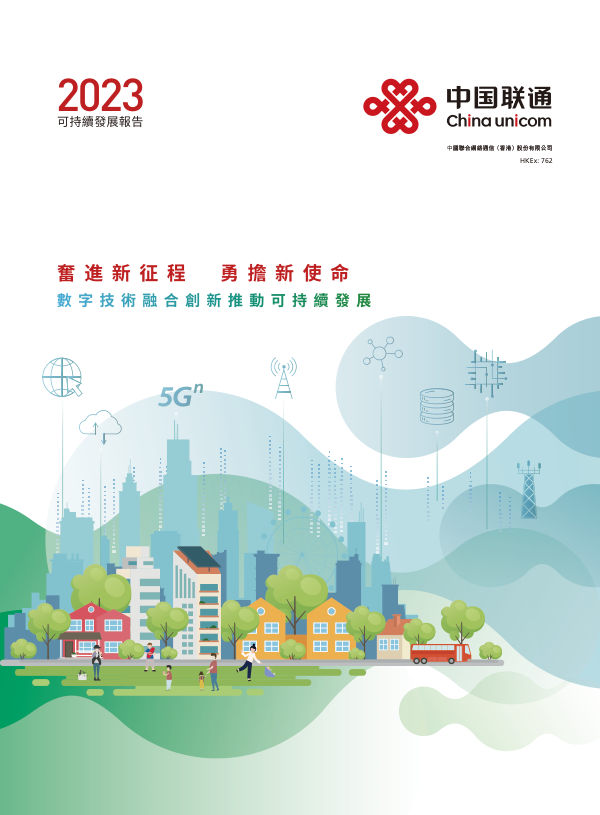 2023
可持續發展報告
中国联通
China unicom
中國聯合網絡通信（香港）股份有限公司
HKEx: 762
奮進新征程 勇擔新使命
數字技術融合創新推動可持續發展
5Gⁿ